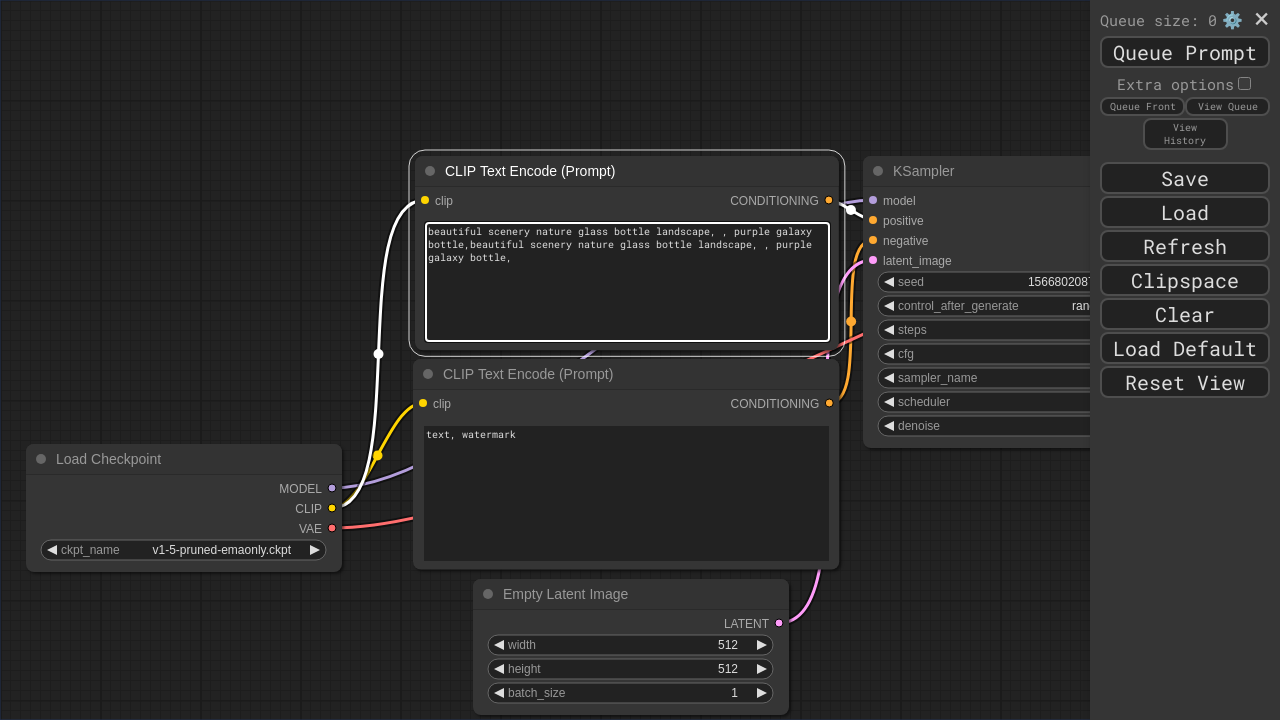 Queue size: 0
Queue Prompt
Extra options
Queue Front
View Queue
View
History
Save
Load
Refresh
Clipspace
Clear
Load Default
Reset View
CLIP Text Encode (Prompt)
clip
CONDITIONING
beautiful scenery nature glass bottle landscape, , purple galaxy
bottle,beautiful scenery nature glass bottle landscape, , purple
galaxy bottle,
KSampler
model
positive
negative
latent_image
seed 1566802087
control_after_generate ran
steps
cfg
sampler_name
scheduler
denoise
CLIP Text Encode (Prompt)
clip
CONDITIONING
text, watermark
Load Checkpoint
MODEL
CLIP
VAE
ckpt_name v1-5-pruned-emaonly.ckpt
Empty Latent Image
LATENT
width 512
height 512
batch_size 1